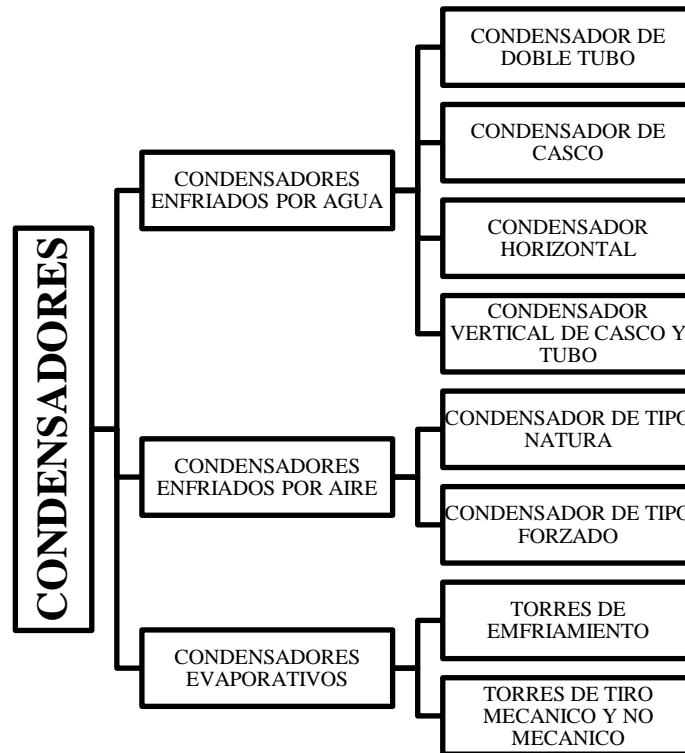 CONDENSADORES
CONDENSADORES
ENFRIADOS POR AGUA
CONDENSADOR DE
DOBLE TUBO
CONDENSADOR DE
CASCO
CONDENSADOR
HORIZONTAL
CONDENSADOR
VERTICAL DE CASCO Y
TUBO
CONDENSADORES
ENFRIADOS POR AIRE
CONDENSADOR DE TIPO
NATURA
CONDENSADOR DE TIPO
FORZADO
CONDENSADORES
EVAPORATIVOS
TORRES DE
EMFRIAMIENTO
TORRES DE TIRO
MECANICO Y NO
MECANICO